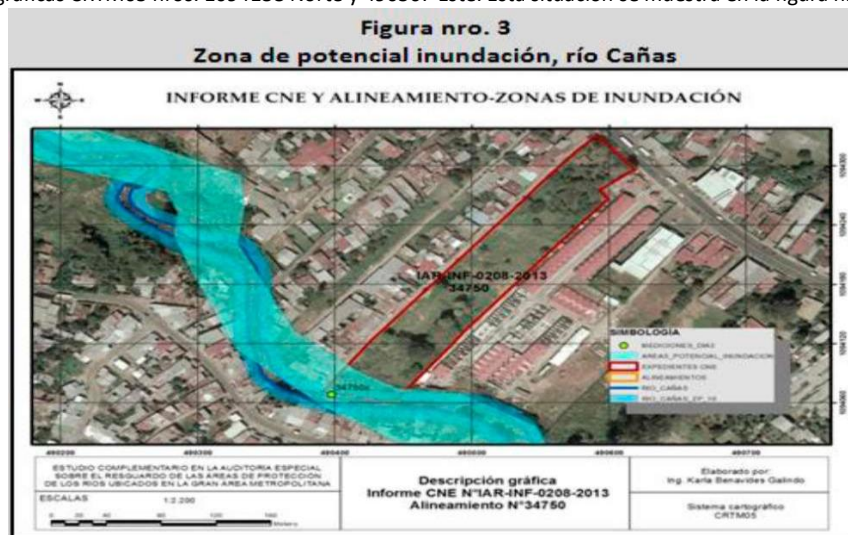 Figura nro. 3
Zona de potencial inundación, río Cañas
INFORME CNE Y ALINEAMIENTO-ZONAS DE INUNDACIÓN
IAR-INF-0208-2013
34750
SIMBOLOGÍA
MEDICIONES_DIA2
AREAS_POTENCIAL_INUNDACION
EXPEDIENTES CNE
ALINEAMIENTOS
RIO_CAÑAS
RIO_CAÑAS_ZP_10
ESTUDIO COMPLEMENTARIO EN LA AUDITORIA ESPECIAL
SOBRE EL RESGUARDO DE LAS AREAS DE PROTECCIÓN
DE LOS RIOS UBICADOS EN LA GRAN AREA METROPOLITANA
ESCALAS 1:2.200
Descripción gráfica
Informe CNE N°IAR-INF-0208-2013
Alineamiento N°34750
Elaborado por:
Ing. Karla Benavides Galindo
Sistema cartográfico
CRTM05